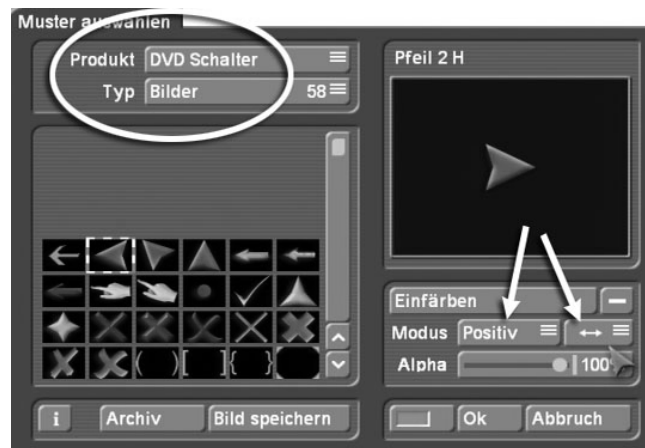 Muster auswählen
Produkt DVD Schalter
Typ Bilder 58
Pfeil 2 H
Einfärben
Modus Positiv
Alpha 100%
i Archiv Bild speichern
Ok Abbruch